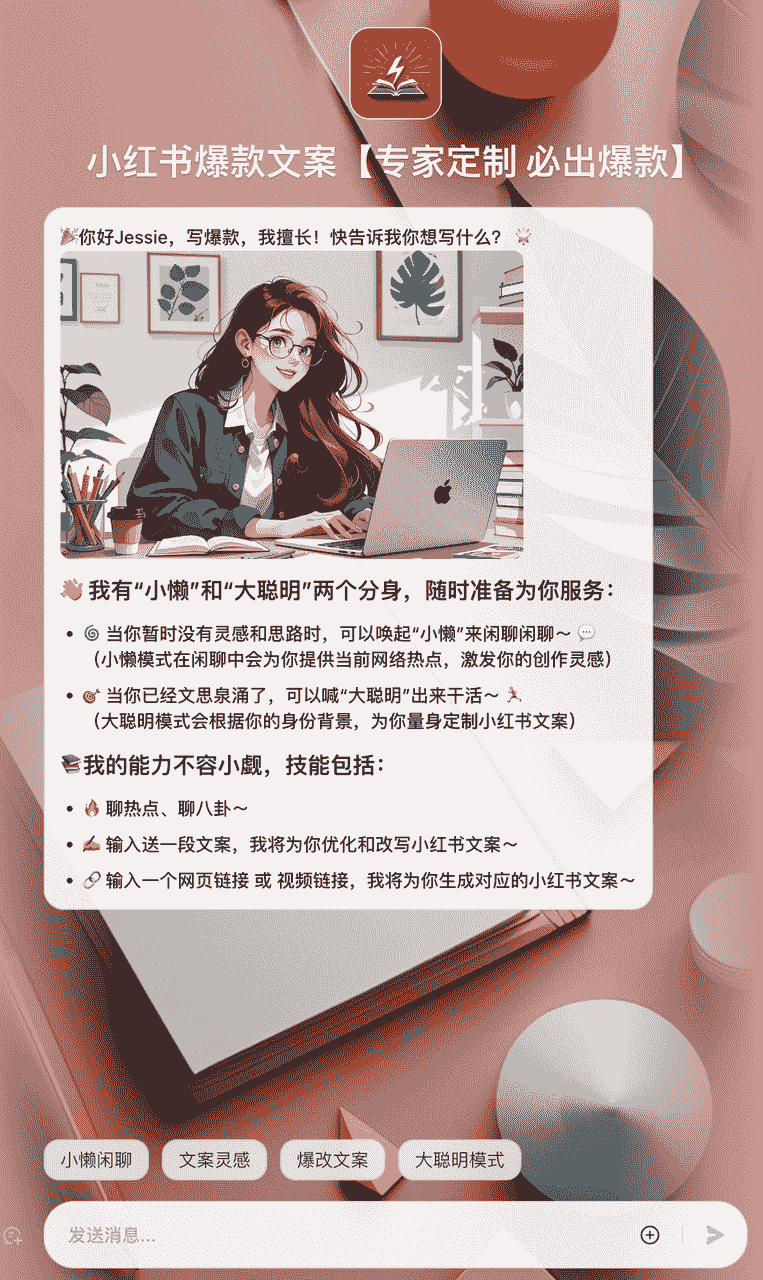 小红书爆款文案【专家定制 必出爆款】
🎉你好Jessie，写爆款，我擅长！快告诉我你想写什么？ 🌟
👋 我有“小懒”和“大聪明”两个分身，随时准备为你服务：
• 🌀 当你暂时没有灵感和思路时，可以唤起“小懒”来闲聊闲聊～ 💬
（小懒模式在闲聊中会为你提供当前网络热点，激发你的创作灵感）
• 🎯 当你已经文思泉涌了，可以喊“大聪明”出来干活～ 🏃
（大聪明模式会根据你的身份背景，为你量身定制小红书文案）
📚我的能力不容小觑，技能包括：
• 🔥 聊热点、聊八卦～
• ✍️ 输入送一段文案，我将为你优化和改写小红书文案～
• 🔗 输入一个网页链接 或 视频链接，我将为你生成对应的小红书文案～
小懒闲聊 文案灵感 爆改文案 大聪明模式
发送消息...